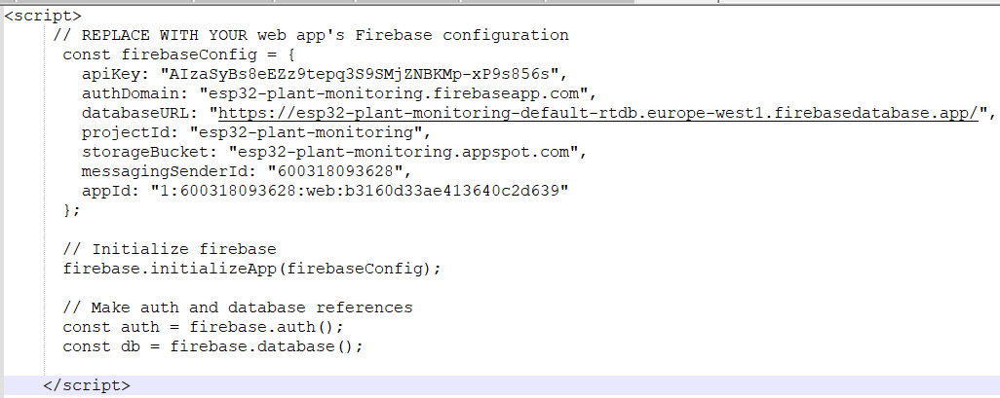 <script>
// REPLACE WITH YOUR web app's Firebase configuration
const firebaseConfig = {
apiKey: "AIzaSyBs8eEZz9tepq3S9SMjZNBKMp-xP9s856s",
authDomain: "esp32-plant-monitoring.firebaseapp.com",
databaseURL: "https://esp32-plant-monitoring-default-rtdb.europe-west1.firebasedatabase.app/",
projectId: "esp32-plant-monitoring",
storageBucket: "esp32-plant-monitoring.appspot.com",
messagingSenderId: "600318093628",
appId: "1:600318093628:web:b3160d33ae413640c2d639"
};
// Initialize firebase
firebase.initializeApp(firebaseConfig);
// Make auth and database references
const auth = firebase.auth();
const db = firebase.database();
</script>